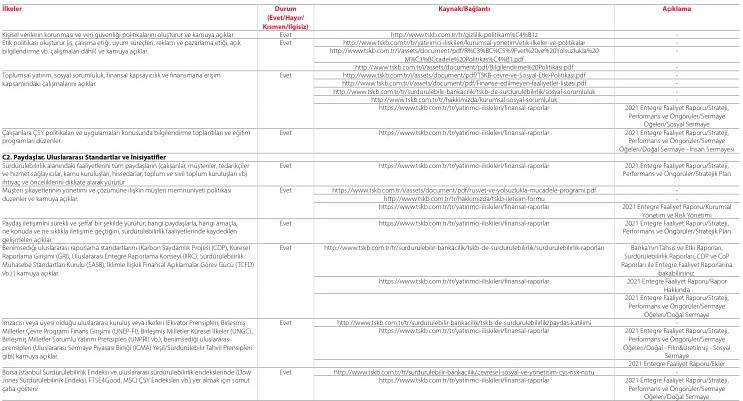 İlkeler
Durum
(Evet/Hayır/
Kısmen/İlgisiz)
Kaynak/Bağlantı
Açıklama
Kişisel verilerin korunması ve veri güvenliği politikalarını oluşturur ve kamuya açıklar.
Evet
http://www.tskb.com.tr/tr/gizlilik-politikam%C4%B1z
-
Etik politikası oluşturur (iş, çalışma etiği, uyum süreçleri, reklam ve pazarlama etiği, açık
bilgilendirme vb. çalışmaları dâhil) ve kamuya açıklar.
Evet
http://www.tskb.com.tr/tr/yatirimci-iliskileri/kurumsal-yonetim/etik-ilkeler-ve-politikalar
-
http://www.tskb.com.tr/i/assets/document/pdf/R%C3%BC%C5%9Fvet%20ve%20Yolsuzlukla%20
M%C3%BCcadele%20Politikas%C4%B1.pdf
-
http://www.tskb.com.tr/i/assets/document/pdf/Bilgilendirme%20Politikasi.pdf
-
Toplumsal yatırım, sosyal sorumluluk, finansal kapsayıcılık ve finansmana erişim
kapsamındaki çalışmalarını açıklar.
Evet
http://www.tskb.com.tr/i/assets/document/pdf/TSKB-cevre-ve-Sosyal-Etki-Politikasi.pdf
-
http://www.tskb.com.tr/i/assets/document/pdf/Finanse-edilmeyen-faaliyetler-listesi.pdf
-
http://www.tskb.com.tr/tr/surdurulebilir-bankacilik/tskb-de-surdurulebilirlik/sosyal-sorumluluk
-
http://www.tskb.com.tr/tr/hakkimizda/kurumsal-sosyal-sorumluluk
-
https://www.tskb.com.tr/tr/yatirimci-iliskileri/finansal-raporlar
2021 Entegre Faaliyet Raporu/Strateji,
Performans ve Öngörüler/Sermaye
Öğeleri/Sosyal Sermaye
Çalışanlara ÇSY politikaları ve uygulamaları konusunda bilgilendirme toplantıları ve eğitim
programları düzenler.
Evet
https://www.tskb.com.tr/tr/yatirimci-iliskileri/finansal-raporlar
2021 Entegre Faaliyet Raporu/Strateji,
Performans ve Öngörüler/Sermaye
Öğeleri/Doğal Sermaye - İnsan Sermayesi
C2. Paydaşlar, Uluslararası Standartlar ve İnisiyatifler
Sürdürülebilirlik alanındaki faaliyetlerini tüm paydaşların (çalışanlar, müşteriler, tedarikçiler
ve hizmet sağlayıcılar, kamu kuruluşları, hissedarlar, toplum ve sivil toplum kuruluşları vb)
ihtiyaç ve önceliklerini dikkate alarak yürütür
Evet
https://www.tskb.com.tr/tr/yatirimci-iliskileri/finansal-raporlar
2021 Entegre Faaliyet Raporu/Strateji,
Performans ve Öngörüler/Stratejik Plan
Müşteri şikayetlerinin yönetimi ve çözümüne ilişkin müşteri memnuniyeti politikası
düzenler ve kamuya açıklar.
Evet
https://www.tskb.com.tr/i/assets/document/pdf/rusvet-ve-yolsuzlukla-mucadele-programi.pdf
-
http://www.tskb.com.tr/tr/hakkimizda/tskb-iletisim-formu
-
https://www.tskb.com.tr/tr/yatirimci-iliskileri/finansal-raporlar
2021 Entegre Faaliyet Raporu/Kurumsal
Yönetim ve Risk Yönetimi
Paydaş iletişimini sürekli ve şeffaf bir şekilde yürütür; hangi paydaşlarla, hangi amaçla,
ne konuda ve ne sıklıkla iletişime geçtiğini, sürdürülebilirlik faaliyetlerinde kaydedilen
gelişmeleri açıklar.
Evet
https://www.tskb.com.tr/tr/yatirimci-iliskileri/finansal-raporlar
2021 Entegre Faaliyet Raporu/Strateji,
Performans ve Öngörüler/Stratejik Plan
Benimsediği uluslararası raporlama standartlarını (Karbon Saydamlık Projesi (CDP), Küresel
Raporlama Girişimi (GRI), Uluslararası Entegre Raporlama Konseyi (IIRC), Sürdürülebilirlik
Muhasebe Standartları Kurulu (SASB), İklimle İlişkili Finansal Açıklamalar Görev Gücü (TCFD)
vb.) ) kamuya açıklar.
Evet
http://www.tskb.com.tr/tr/surdurulebilir-bankacilik/tskb-de-surdurulebilirlik/surdurulebilirlik-raporlari
Banka'nın Tahsis ve Etki Raporları,
Sürdürülebilirlik Raporları, CDP ve CoP
Raporları ile Entegre Faaliyet Raporlarına
bakabilirsiniz.
https://www.tskb.com.tr/tr/yatirimci-iliskileri/finansal-raporlar
2021 Entegre Faaliyet Raporu/Rapor
Hakkında
2021 Entegre Faaliyet Raporu/Strateji,
Performans ve Öngörüler/Sermaye
Öğeleri/Doğal Sermaye
İmzacısı veya üyesi olduğu uluslararası kuruluş veya ilkeleri (Ekvator Prensipleri, Birleşmiş
Milletler Çevre Programı Finans Girişimi (UNEP-FI), Birleşmiş Milletler Küresel İlkeler (UNGC),
Birleşmiş Milletler Sorumlu Yatırım Prensipleri (UNPRI) vb.), benimsediği uluslararası
prensipleri (Uluslararası Sermaye Piyasası Birliği (ICMA) Yeşil/Sürdürülebilir Tahvil Prensipleri
gibi) kamuya açıklar.
Evet
http://www.tskb.com.tr/tr/surdurulebilir-bankacilik/tskb-de-surdurulebilirlik/paydas-katilimi
-
https://www.tskb.com.tr/tr/yatirimci-iliskileri/finansal-raporlar
2021 Entegre Faaliyet Raporu/Strateji,
Performans ve Öngörüler/Sermaye
Öğeleri/Doğal - Fikri&Üretilmiş - Sosyal
Sermaye
2021 Entegre Faaliyet Raporu/Ekler
Borsa İstanbul Sürdürülebilirlik Endeksi ve uluslararası sürdürülebilirlik endekslerinde (Dow
Jones Sürdürülebilirlik Endeksi, FTSE4Good, MSCI ÇSY Endeksleri vb.) yer almak için somut
çaba gösterir.
Evet
http://www.tskb.com.tr/tr/surdurulebilir-bankacilik/cevresel-sosyal-ve-yonetisim-cys-risk-notu
-
https://www.tskb.com.tr/tr/yatirimci-iliskileri/finansal-raporlar
2021 Entegre Faaliyet Raporu/Strateji,
Performans ve Öngörüler/Sermaye
Öğeleri/Doğal Sermaye